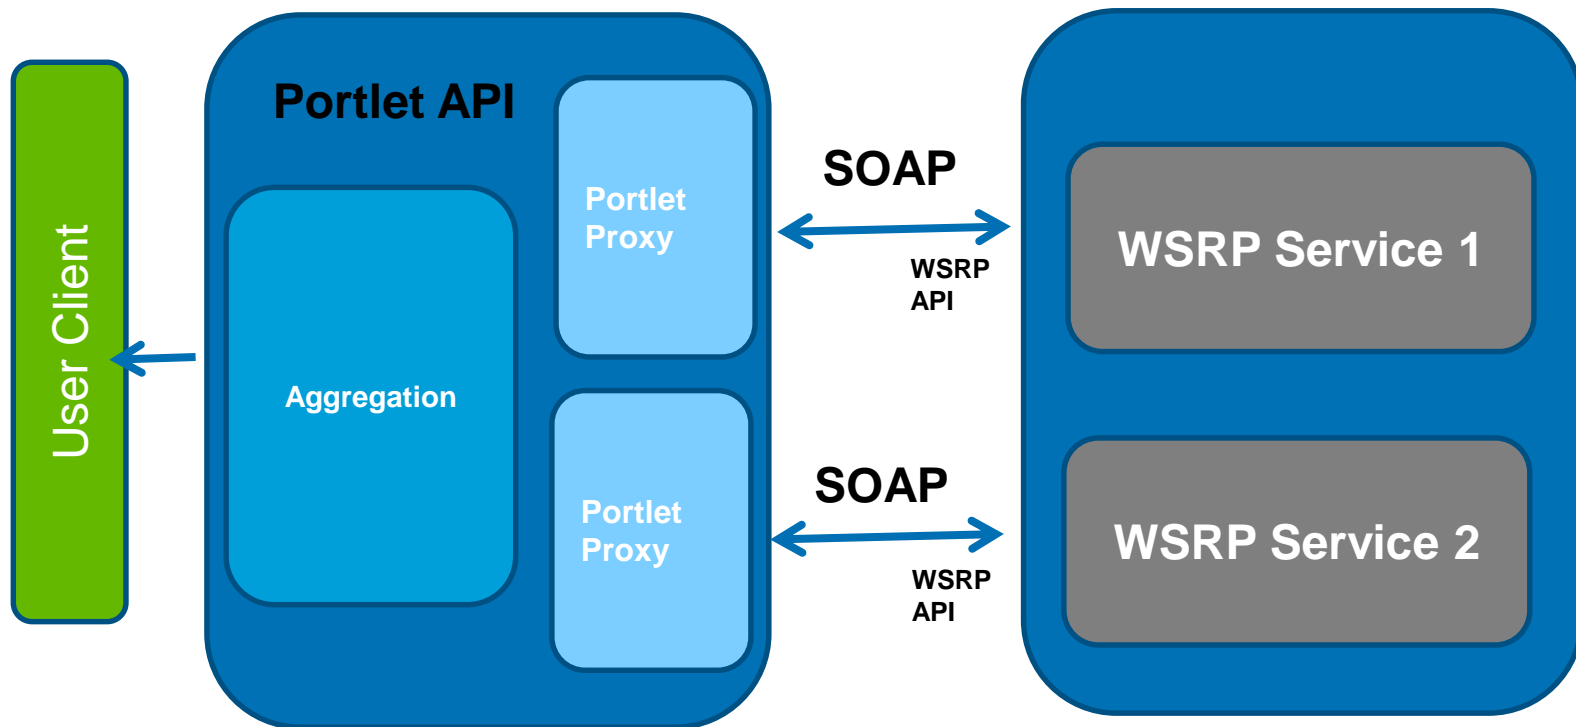 User Client
Portlet API
Aggregation
Portlet
Proxy
Portlet
Proxy
SOAP
WSRP
API
SOAP
WSRP
API
WSRP Service 1
WSRP Service 2